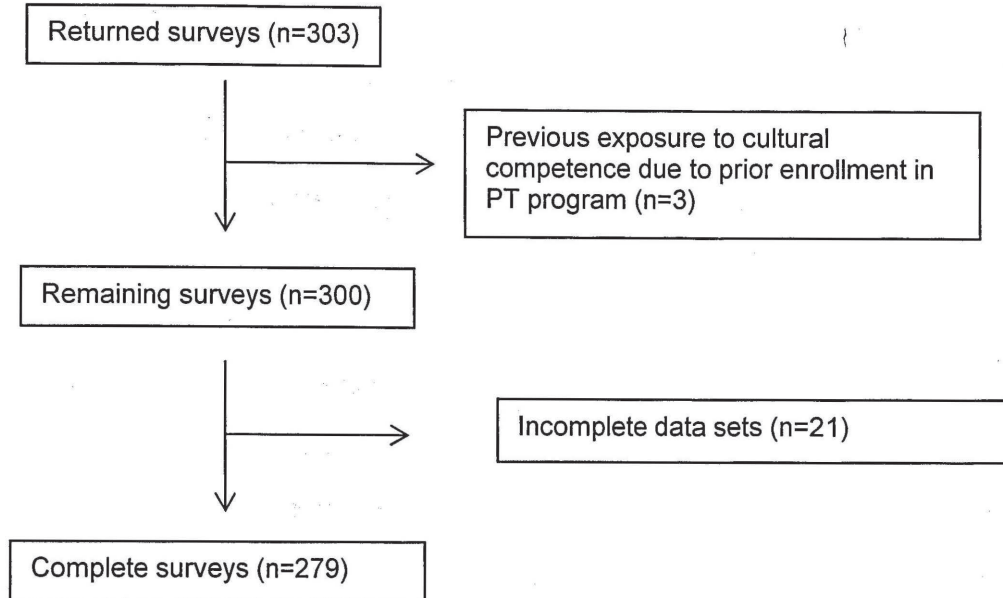 Returned surveys (n=303)
Previous exposure to cultural
competence due to prior enrollment in
PT program (n=3)
Remaining surveys (n=300)
Incomplete data sets (n=21)
Complete surveys (n=279)